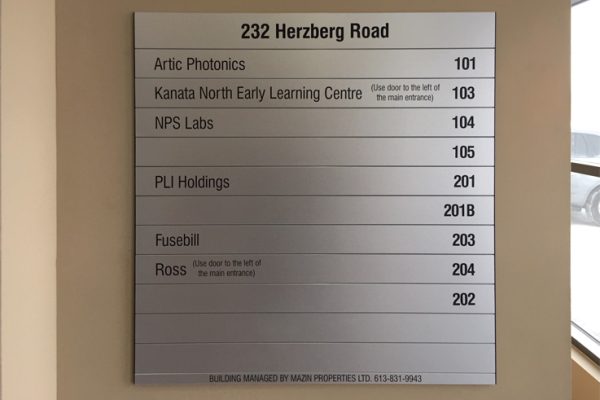 232 Herzberg Road
Artic Photonics 101
Kanata North Early Learning Centre (Use door to the left of the main entrance) 103
NPS Labs 104
105
PLI Holdings 201
201B
Fusebill 203
Ross (Use door to the left of the main entrance) 204
202
BUILDING MANAGED BY MAZIN PROPERTIES LTD. 613-831-9943